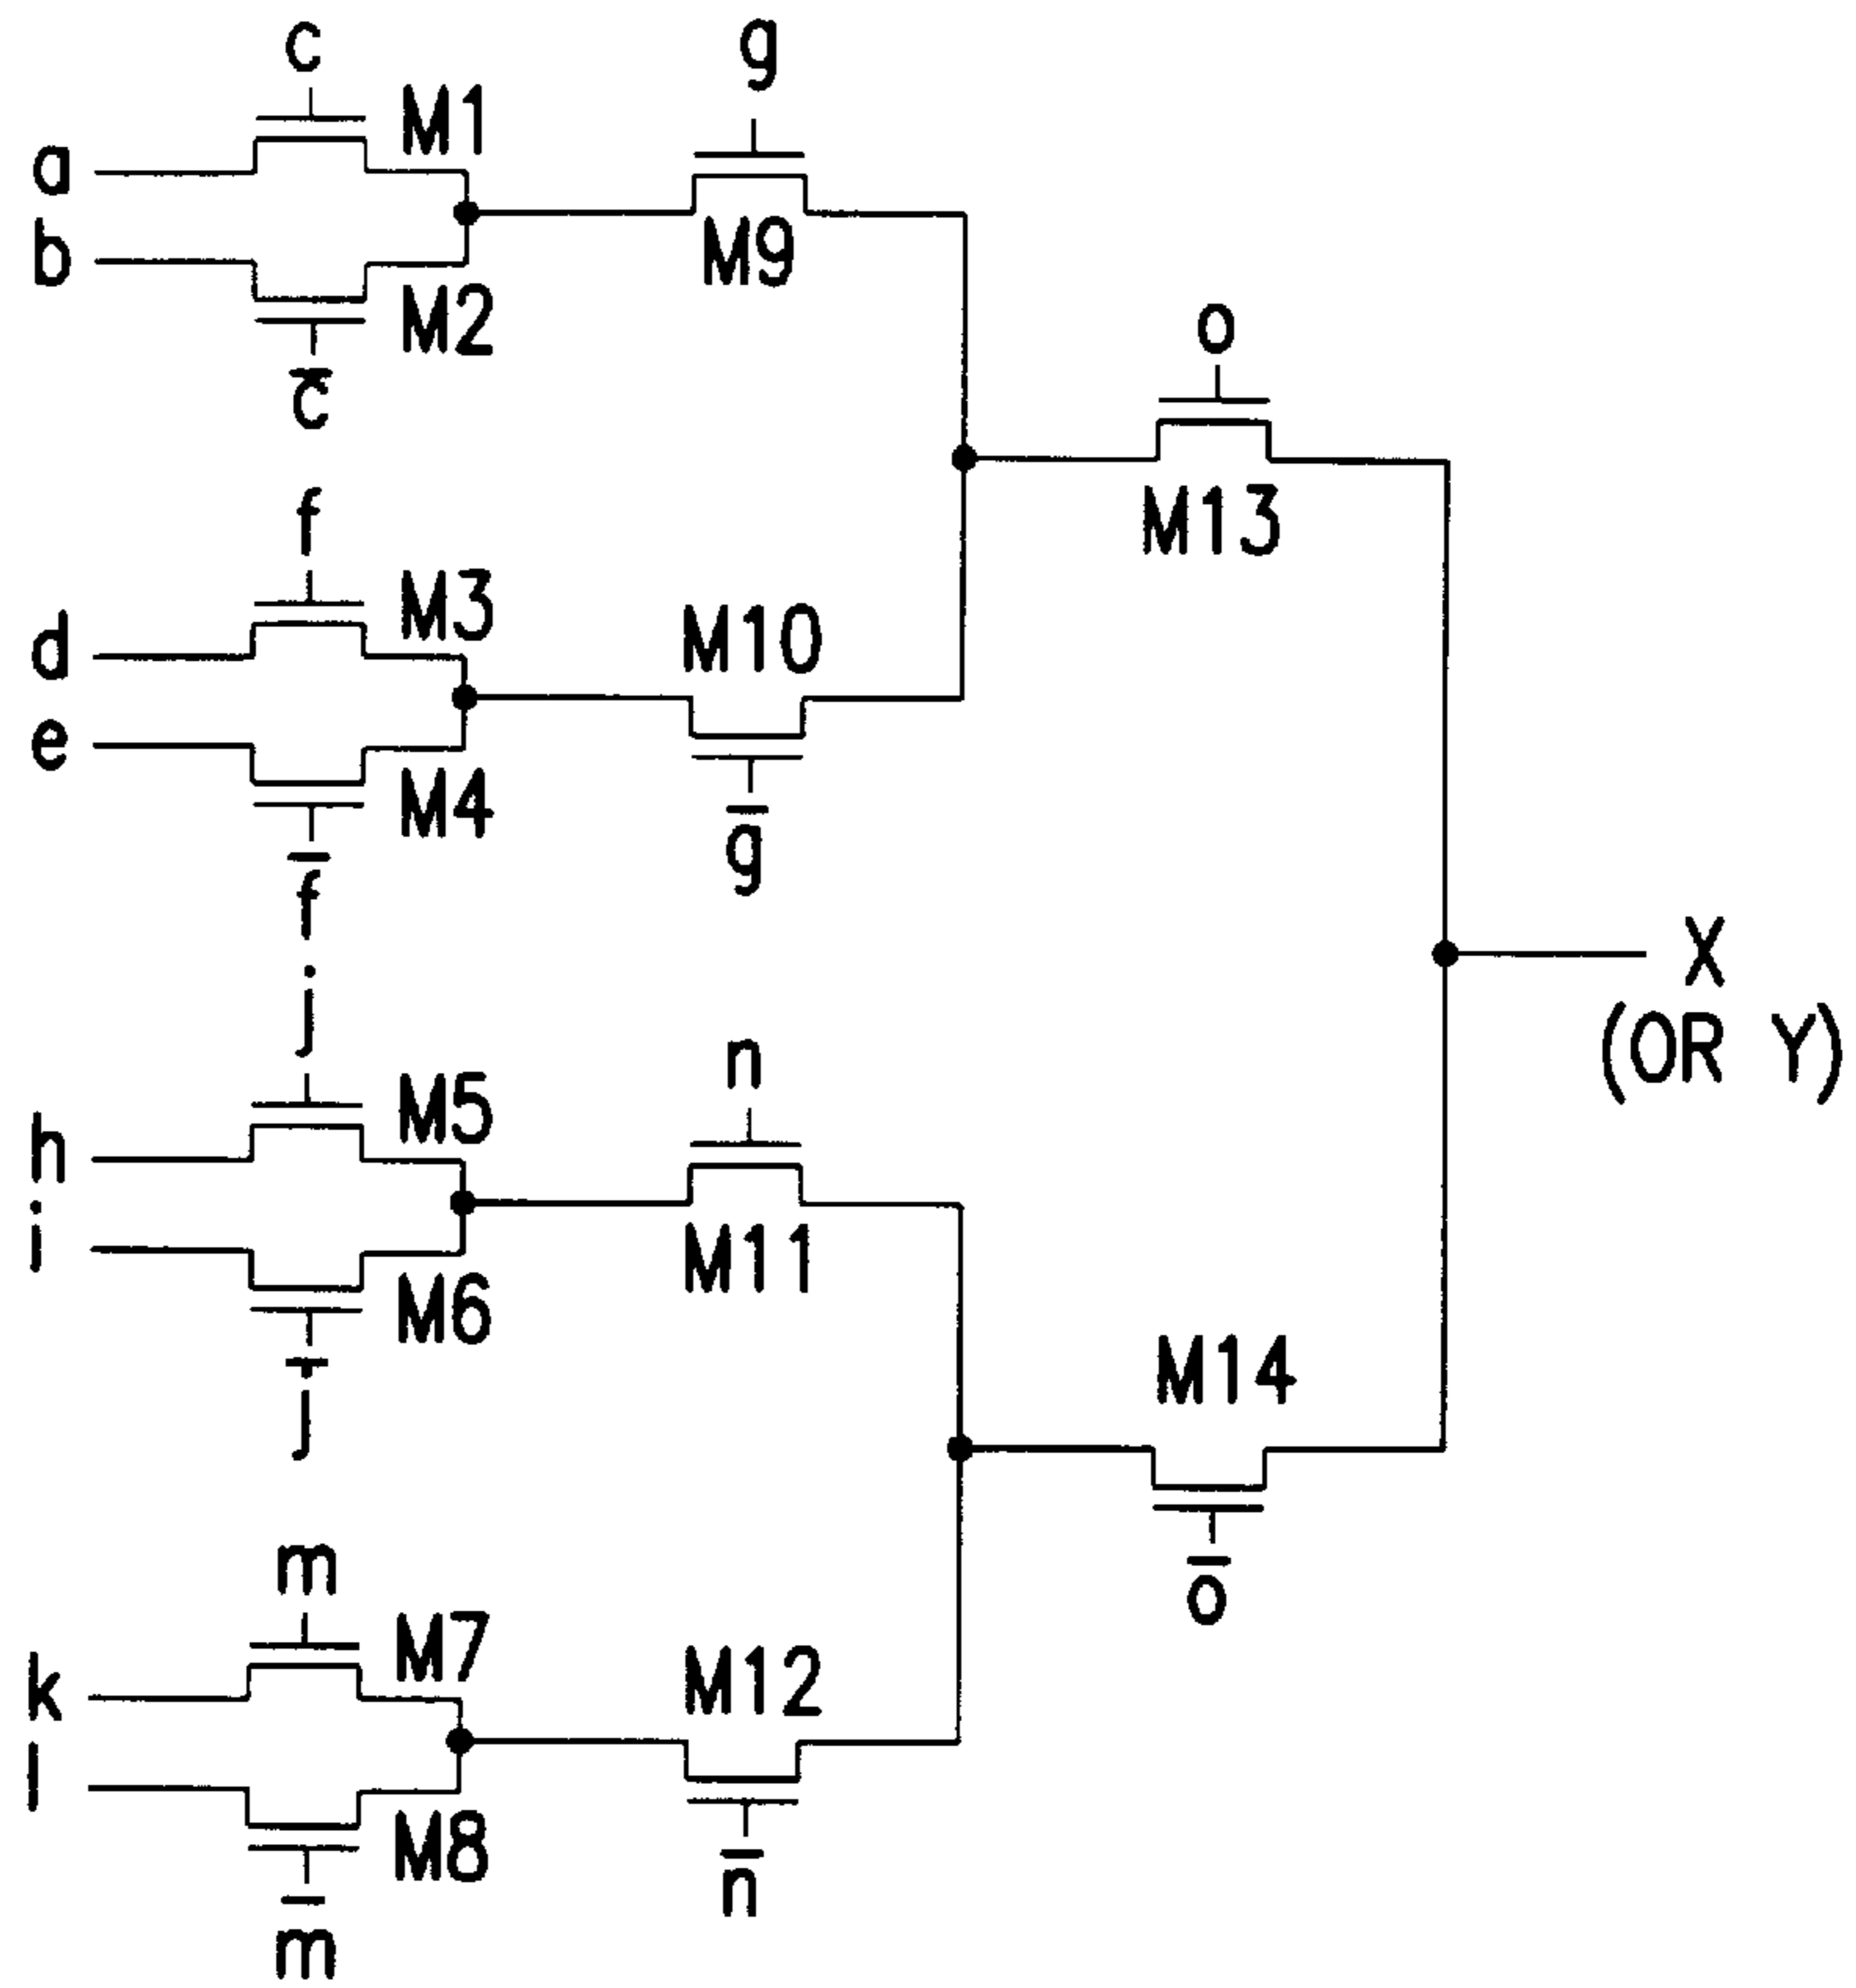 c
g
M1
a
M9
b
M2
c̅
o
M13
f
M3
d
M10
e
M4
g̅
f̅
X
(OR Y)
j
n
M5
h
M11
i
M6
j̅
M14
o̅
m
M7
k
M12
l
M8
n̅
m̅